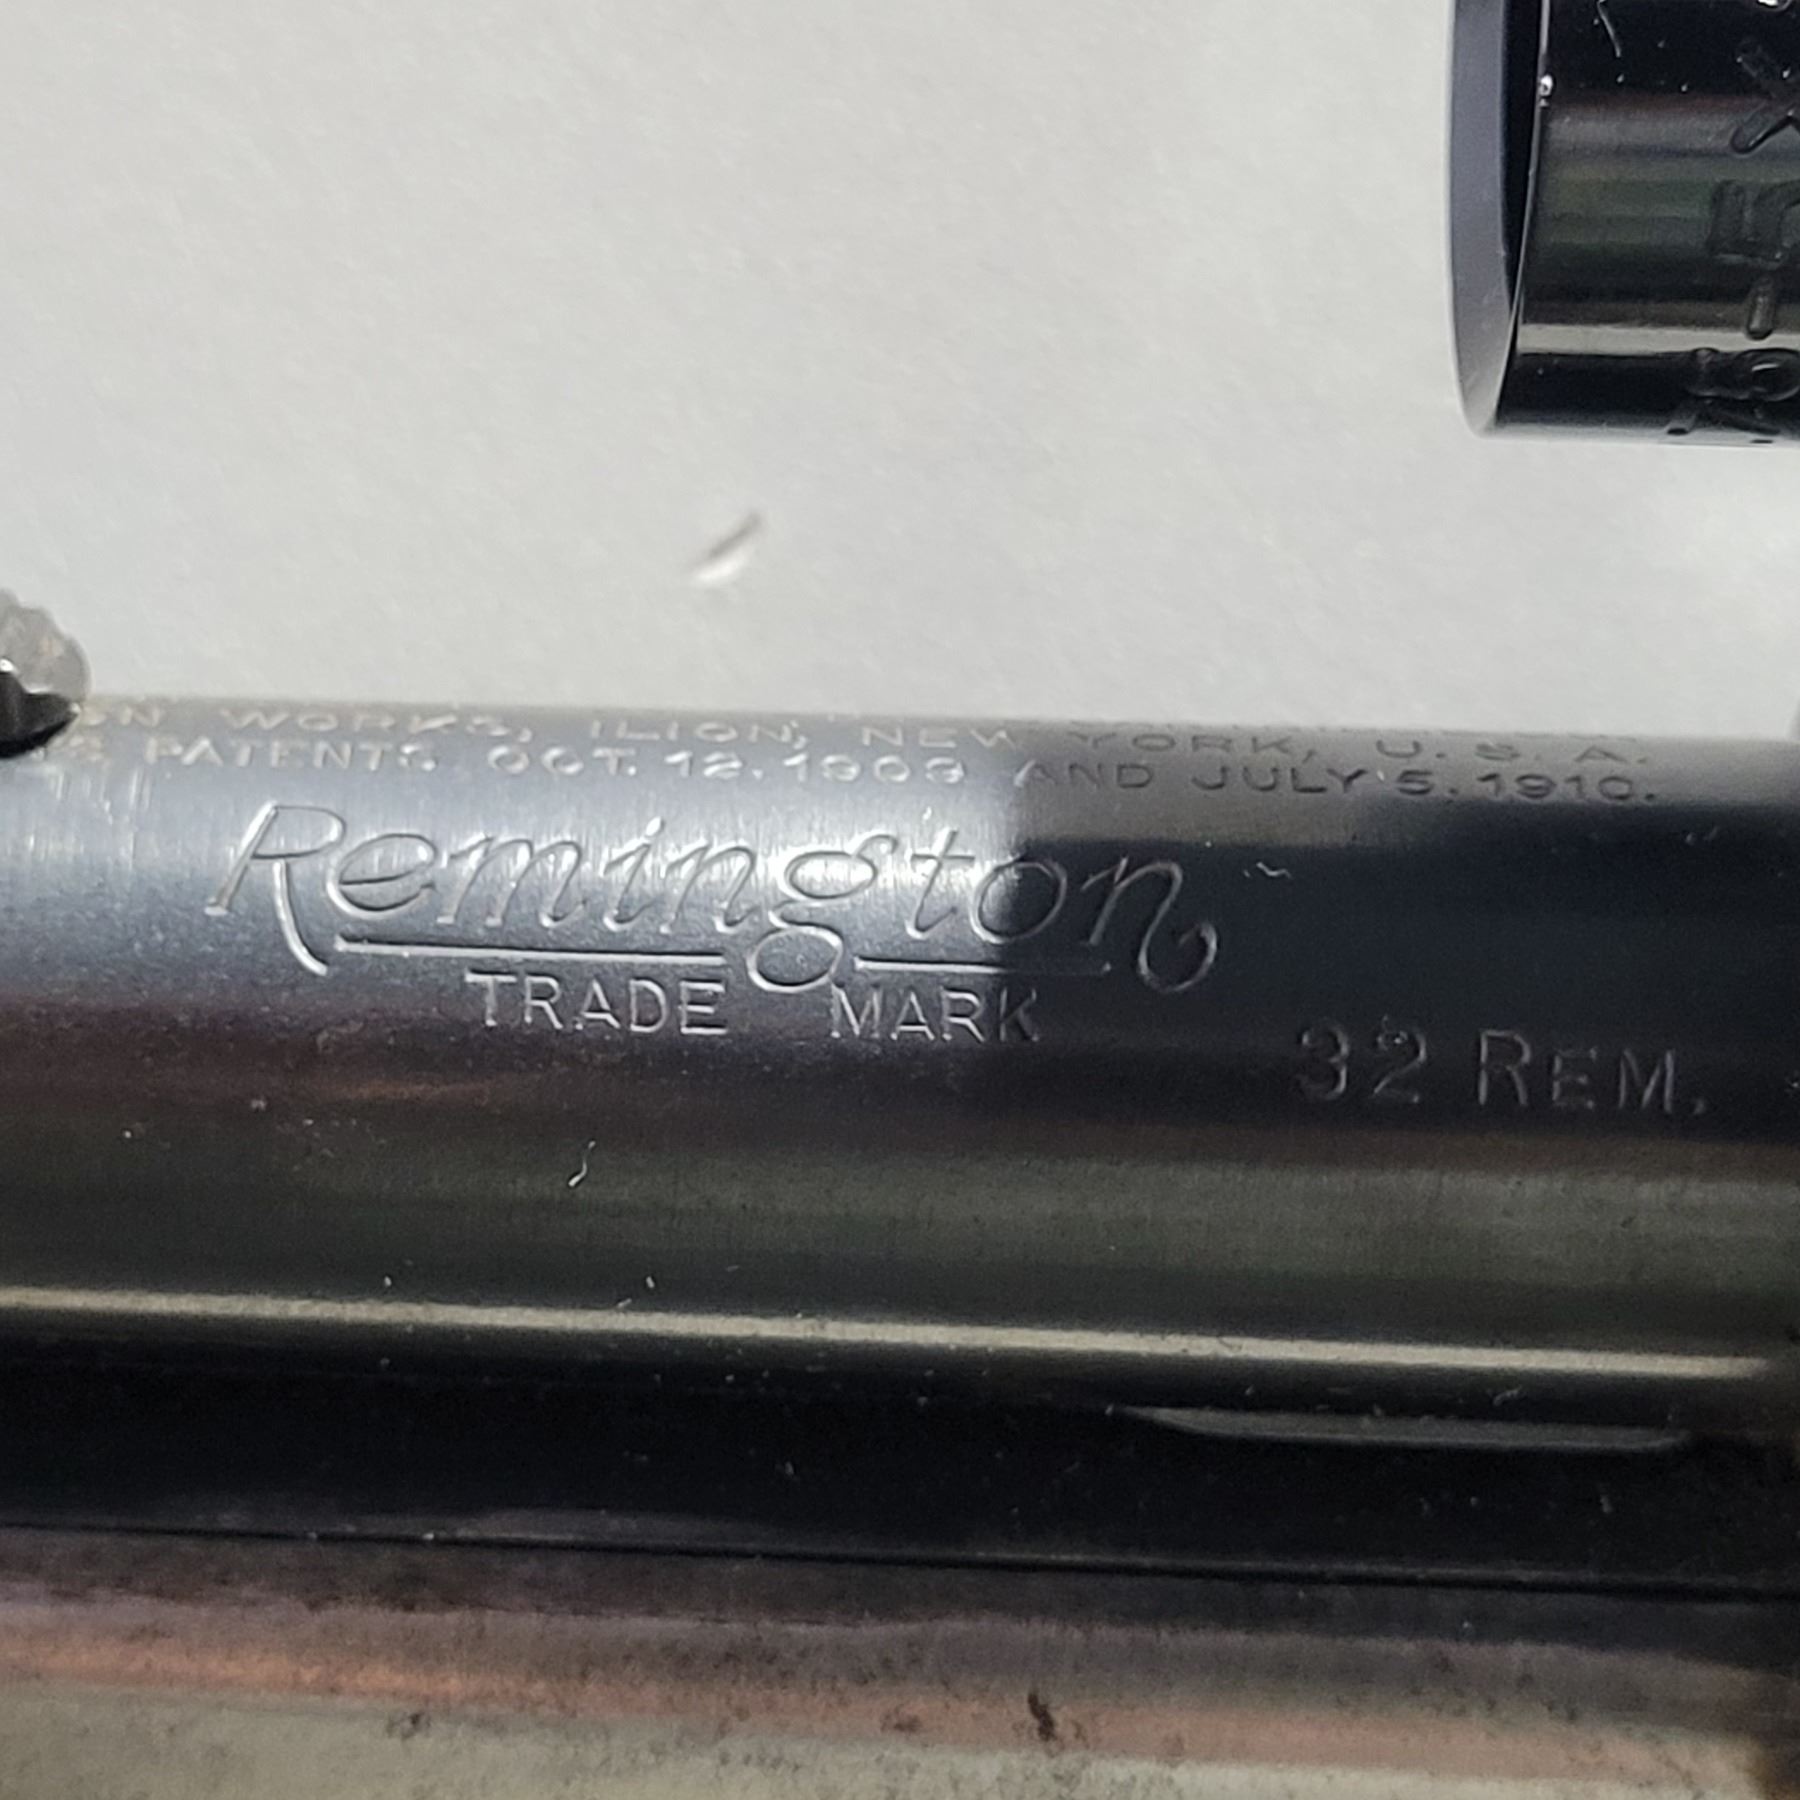 WORKS, ILION, NEW YORK, U.S.A.
PATENTS OCT. 12. 1909 AND JULY 5. 1910.
Remington
TRADE MARK
32 REM.